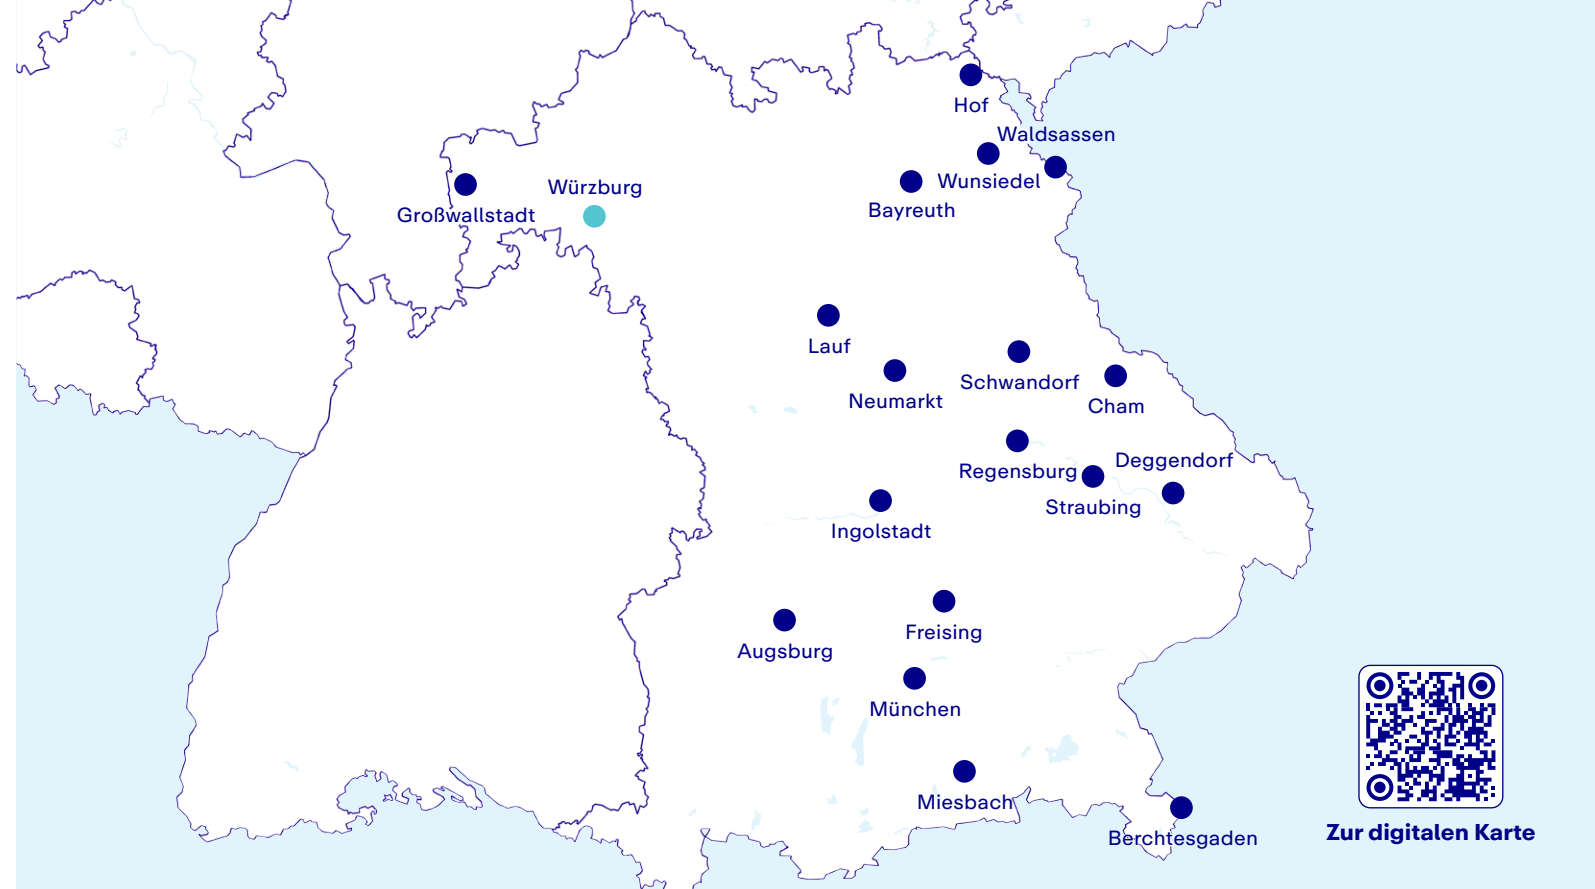 Hof
Waldsassen
Wunsiedel
Bayreuth
Würzburg
Großwallstadt
Lauf
Neumarkt
Schwandorf
Cham
Regensburg
Deggendorf
Straubing
Ingolstadt
Freising
Augsburg
München
Miesbach
Berchtesgaden
Zur digitalen Karte